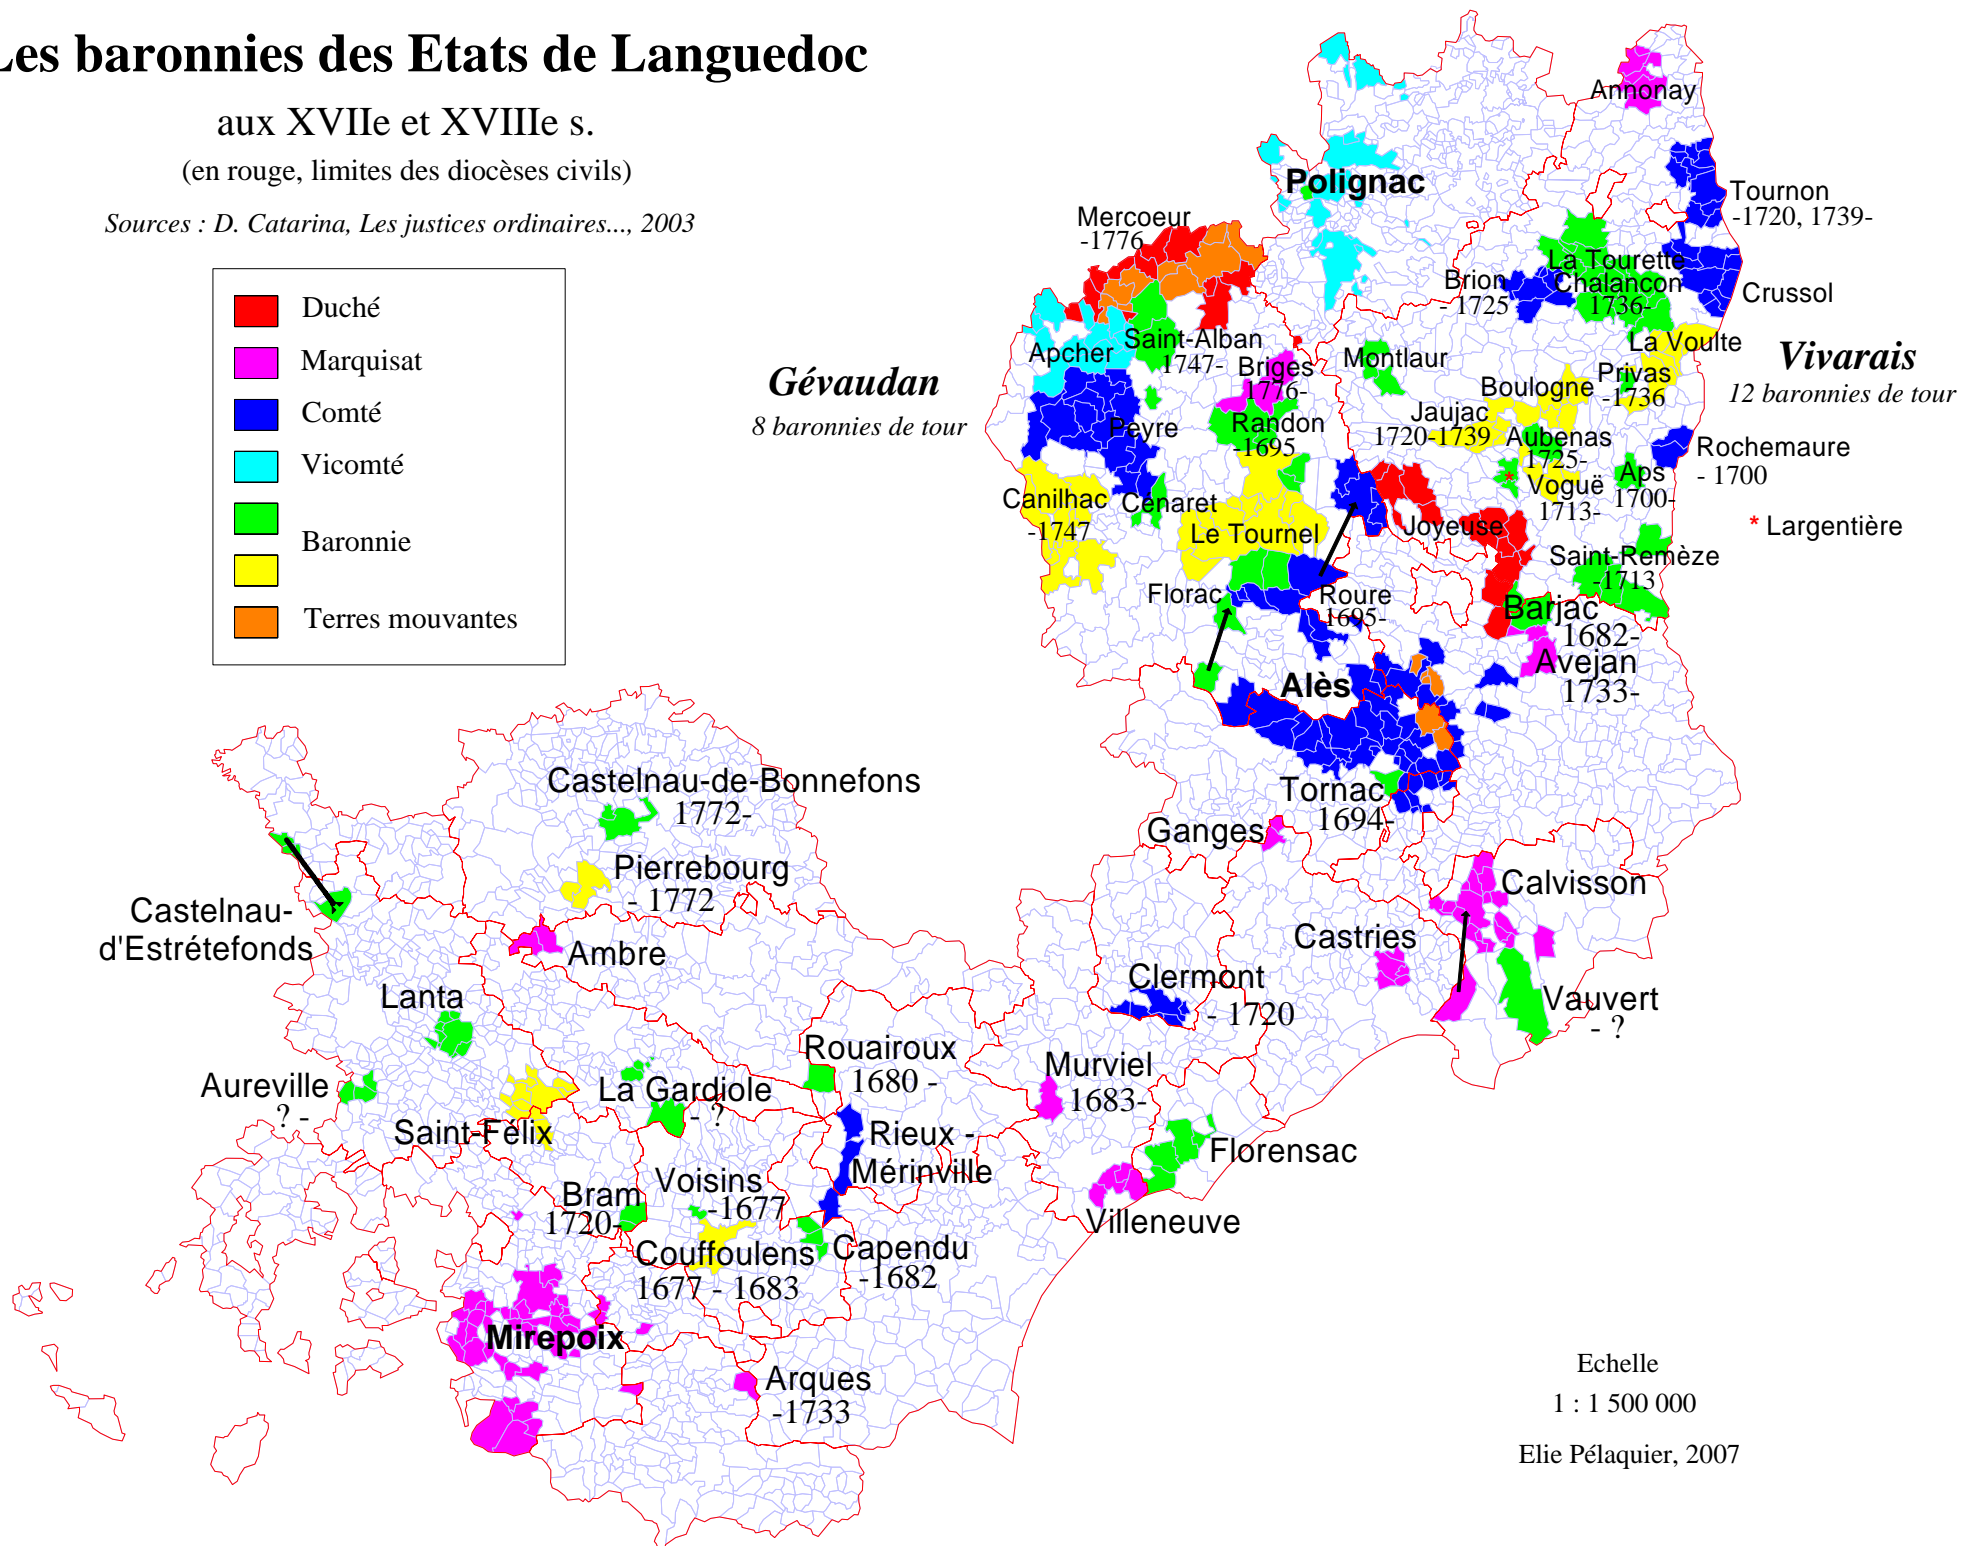 Les baronnies des Etats de Languedoc
aux XVIIe et XVIIIe s.
(en rouge, limites des diocèses civils)
Sources : D. Catarina, Les justices ordinaires..., 2003
Duché
Marquisat
Comté
Vicomté
Baronnie
Terres mouvantes
Annonay
Polignac
Tournon
-1720, 1739-
Mercoeur
-1776
La Tourette
Chalancon
1736-
Brion
- 1725
Crussol
Gévaudan
8 baronnies de tour
Apcher
Saint-Alban
1747-
Briges
1776-
Montlaur
La Voulte
Vivarais
12 baronnies de tour
Boulogne
Privas
-1736
Peyre
Randon
-1695
Jaujac
1720-1739
Aubenas
1725-
Rochemaure
- 1700
Canilhac
-1747
Cénaret
Voguë
1713-
Aps
1700-
Le Tournel
Joyeuse
* Largentière
*
Saint-Remèze
-1713
Florac
Roure
1695-
Barjac
1682-
Alès
Avejan
1733-
Castelnau-de-Bonnefons
1772-
Tornac
1694-
Ganges
Pierrebourg
- 1772
Calvisson
Castelnau-
d'Estrétefonds
Ambre
Castries
Lanta
Clermont
- 1720
Vauvert
- ?
Rouairoux
1680 -
Murviel
1683-
Aureville
? -
La Gardiole
- ?
Saint-Félix
Rieux -
Mérinville
Florensac
Voisins
-1677
Bram
1720-
Villeneuve
Couffoulens
1677 - 1683
Capendu
-1682
Mirepoix
Arques
-1733
Echelle
1 : 1 500 000
Elie Pélaquier, 2007